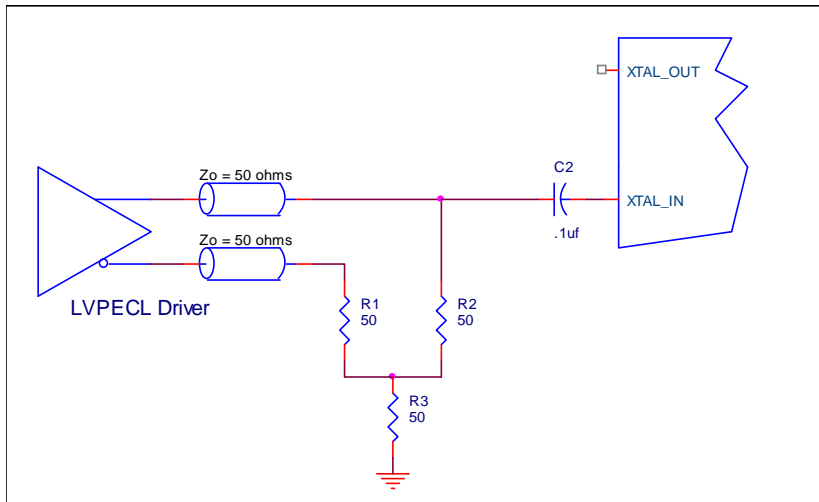 XTAL_OUT
Zo = 50 ohms
C2
XTAL_IN
.1uf
Zo = 50 ohms
LVPECL Driver
R1
50
R2
50
R3
50